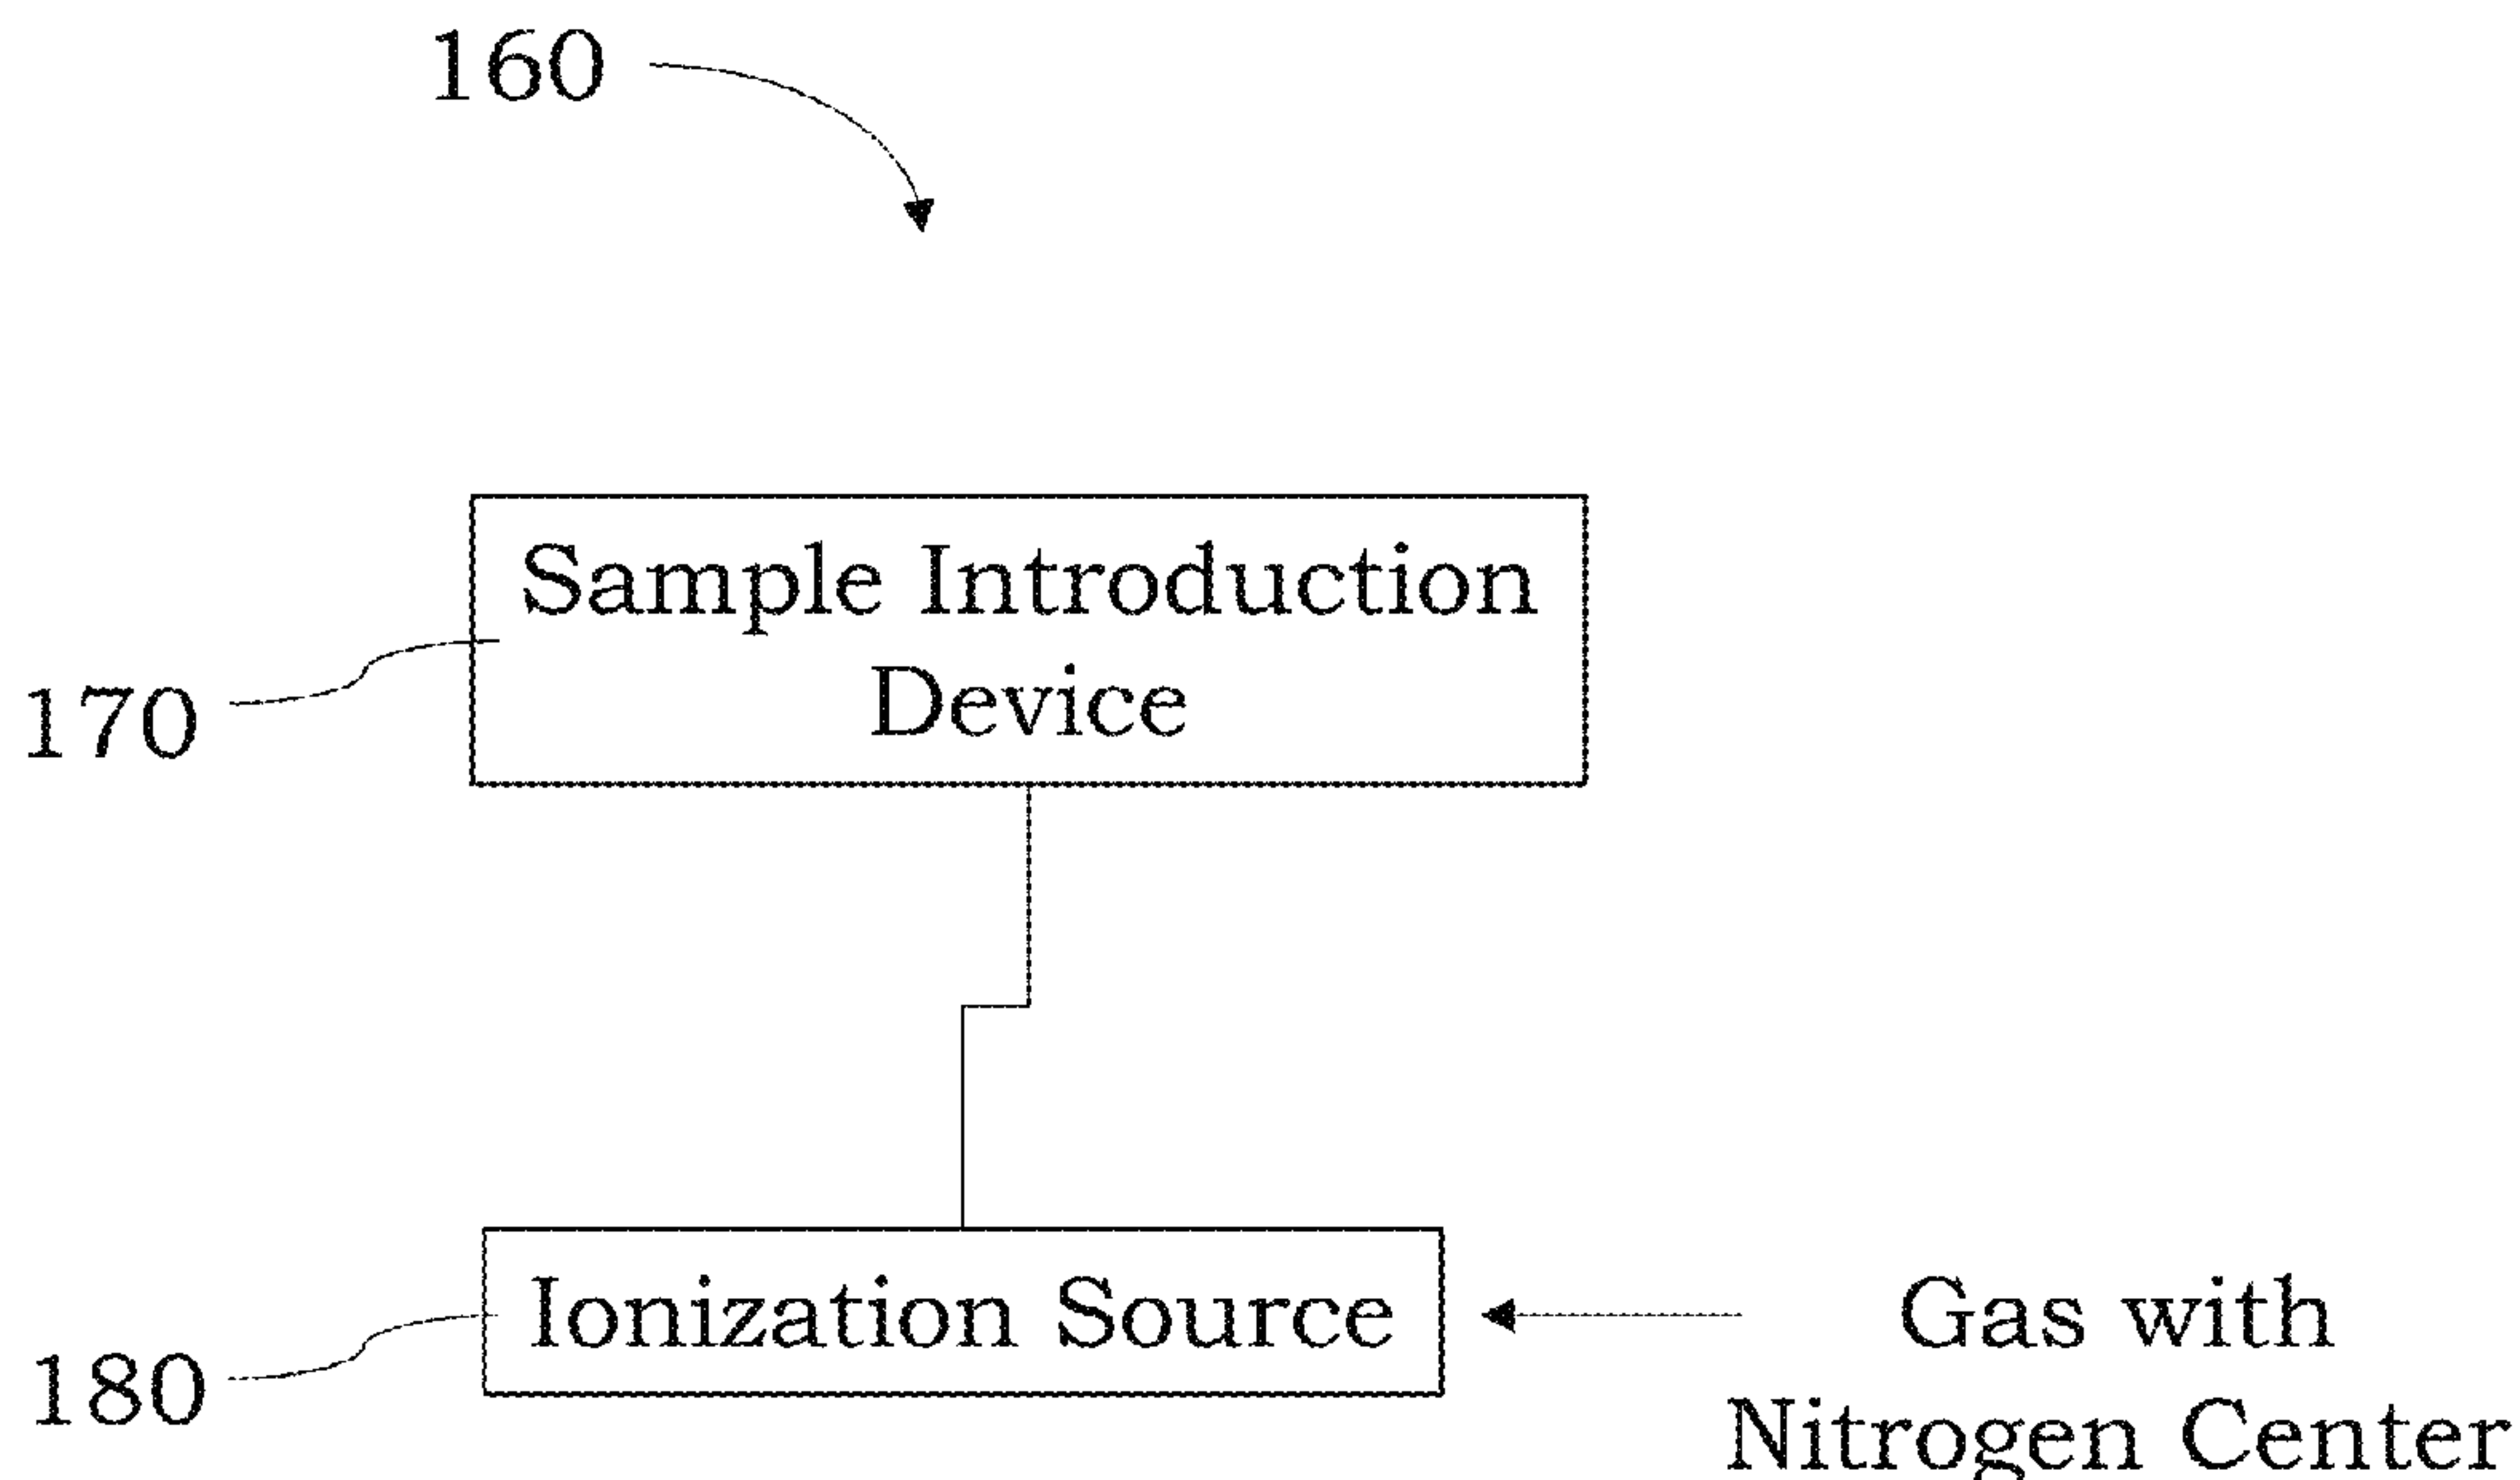 160
Sample Introduction
Device
170
Ionization Source
180
Gas with
Nitrogen Center